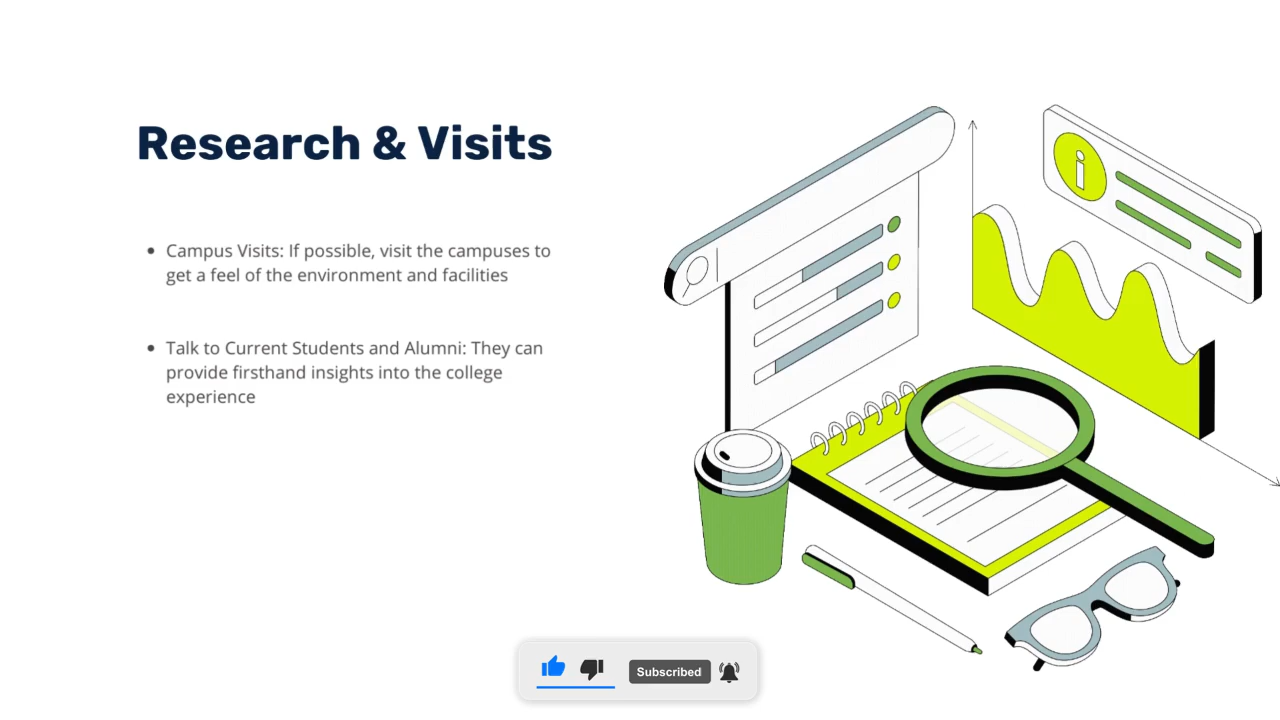 Research & Visits
• Campus Visits: If possible, visit the campuses to
get a feel of the environment and facilities
• Talk to Current Students and Alumni: They can
provide firsthand insights into the college
experience
i
Subscribed